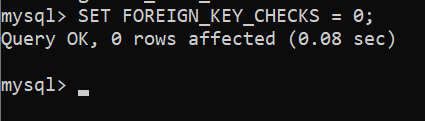 mysql> SET FOREIGN_KEY_CHECKS = 0;
Query OK, 0 rows affected (0.08 sec)
mysql>